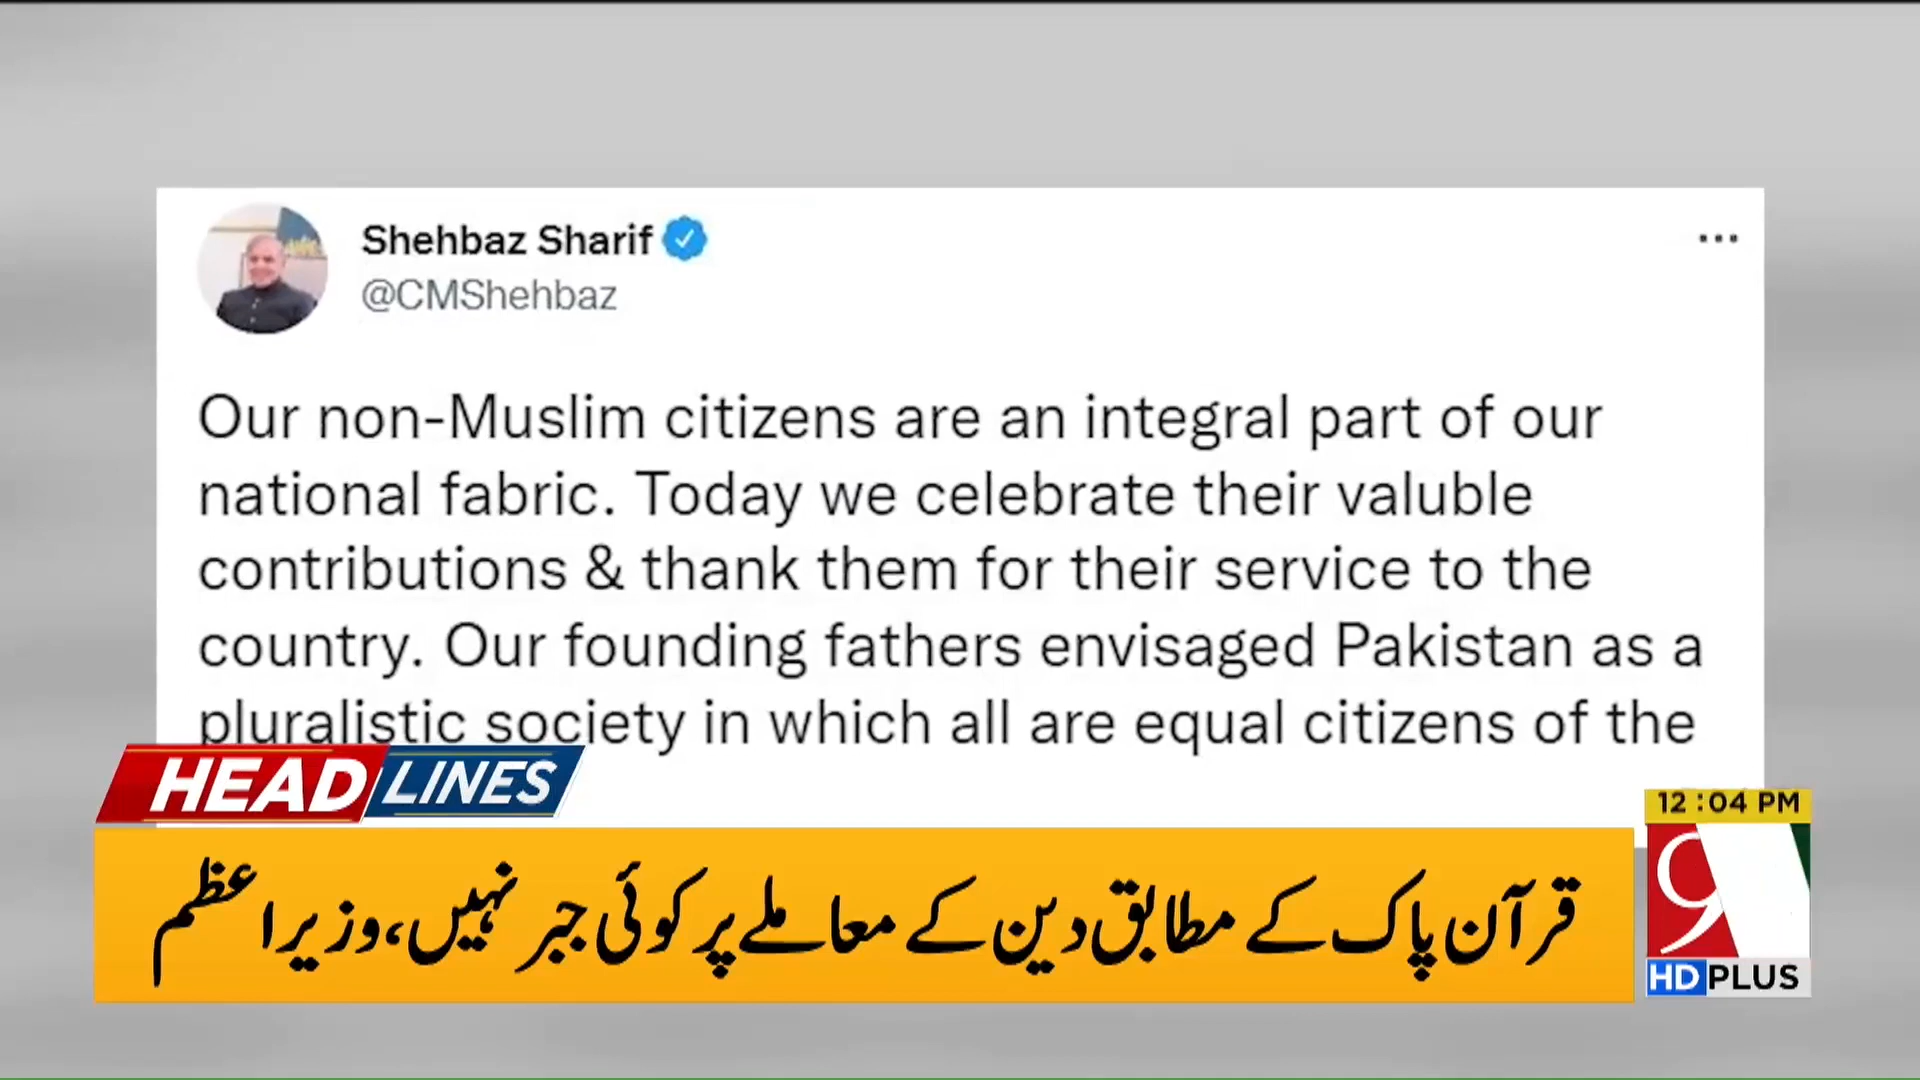 Shehbaz Sharif
@CMShehbaz
Our non-Muslim citizens are an integral part of our
national fabric. Today we celebrate their valuble
contributions & thank them for their service to the
country. Our founding fathers envisaged Pakistan as a
pluralistic society in which all are equal citizens of the
HEADLINES
12:04 PM
قرآن پاک کے مطابق دین کے معاملے پر کوئی جبر نہیں، وزیراعظم
9
HD PLUS